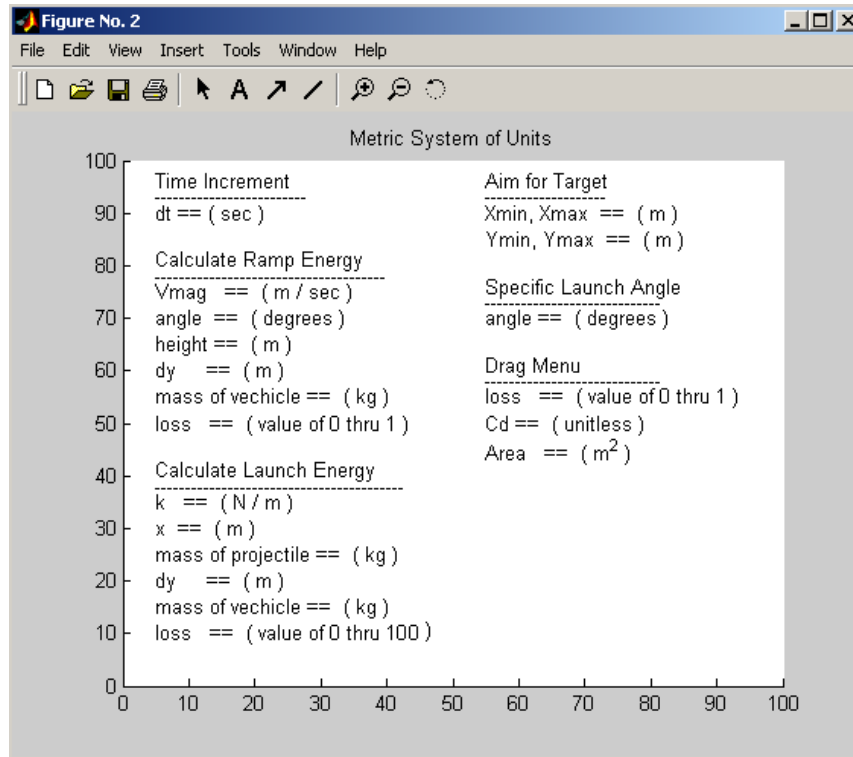 Figure No. 2
File Edit View Insert Tools Window Help
A
Metric System of Units
100
90
80
70
60
50
40
30
20
10
0
Time Increment
dt == ( sec )
Calculate Ramp Energy
Vmag == ( m / sec )
angle == ( degrees )
height == ( m )
dy == ( m )
mass of vechicle == ( kg )
loss == ( value of 0 thru 1 )
Calculate Launch Energy
k == ( N / m )
x == ( m )
mass of projectile == ( kg )
dy == ( m )
mass of vechicle == ( kg )
loss == ( value of 0 thru 100 )
Aim for Target
Xmin, Xmax == ( m )
Ymin, Ymax == ( m )
Specific Launch Angle
angle == ( degrees )
Drag Menu
loss == ( value of 0 thru 1 )
Cd == ( unitless )
Area == ( m² )
0 10 20 30 40 50 60 70 80 90 100